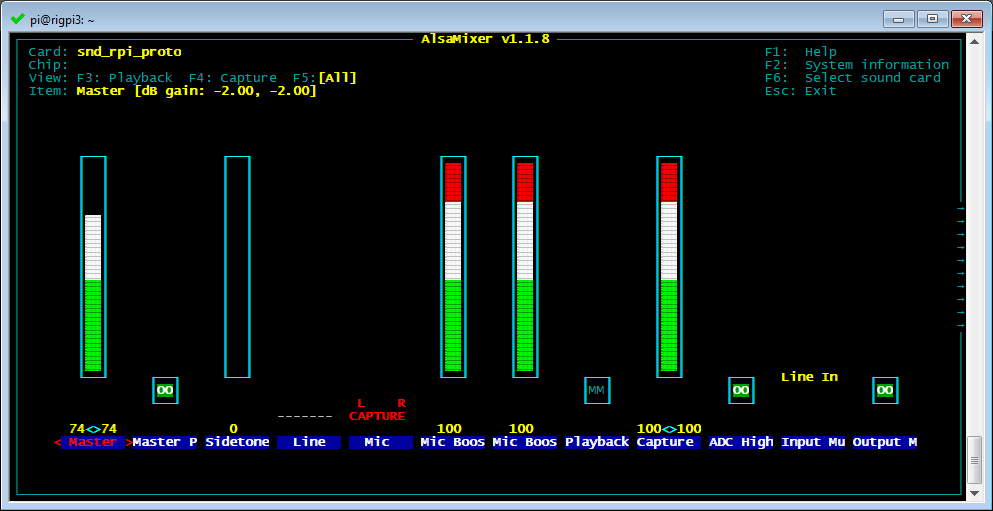 pi@rigpi3: ~
AlsaMixer v1.1.8
Card: snd_rpi_proto F1: Help
Chip: F2: System information
View: F3: Playback F4: Capture F5:[All] F6: Select sound card
Item: Master [dB gain: -2.00, -2.00] Esc: Exit
→
→
→
→
→
→
→
→
→
→
OO MM OO Line In OO
L R
------- CAPTURE
74<>74 0 100 100 100<>100
< Master >Master P Sidetone Line Mic Mic Boos Mic Boos Playback Capture ADC High Input Mu Output M